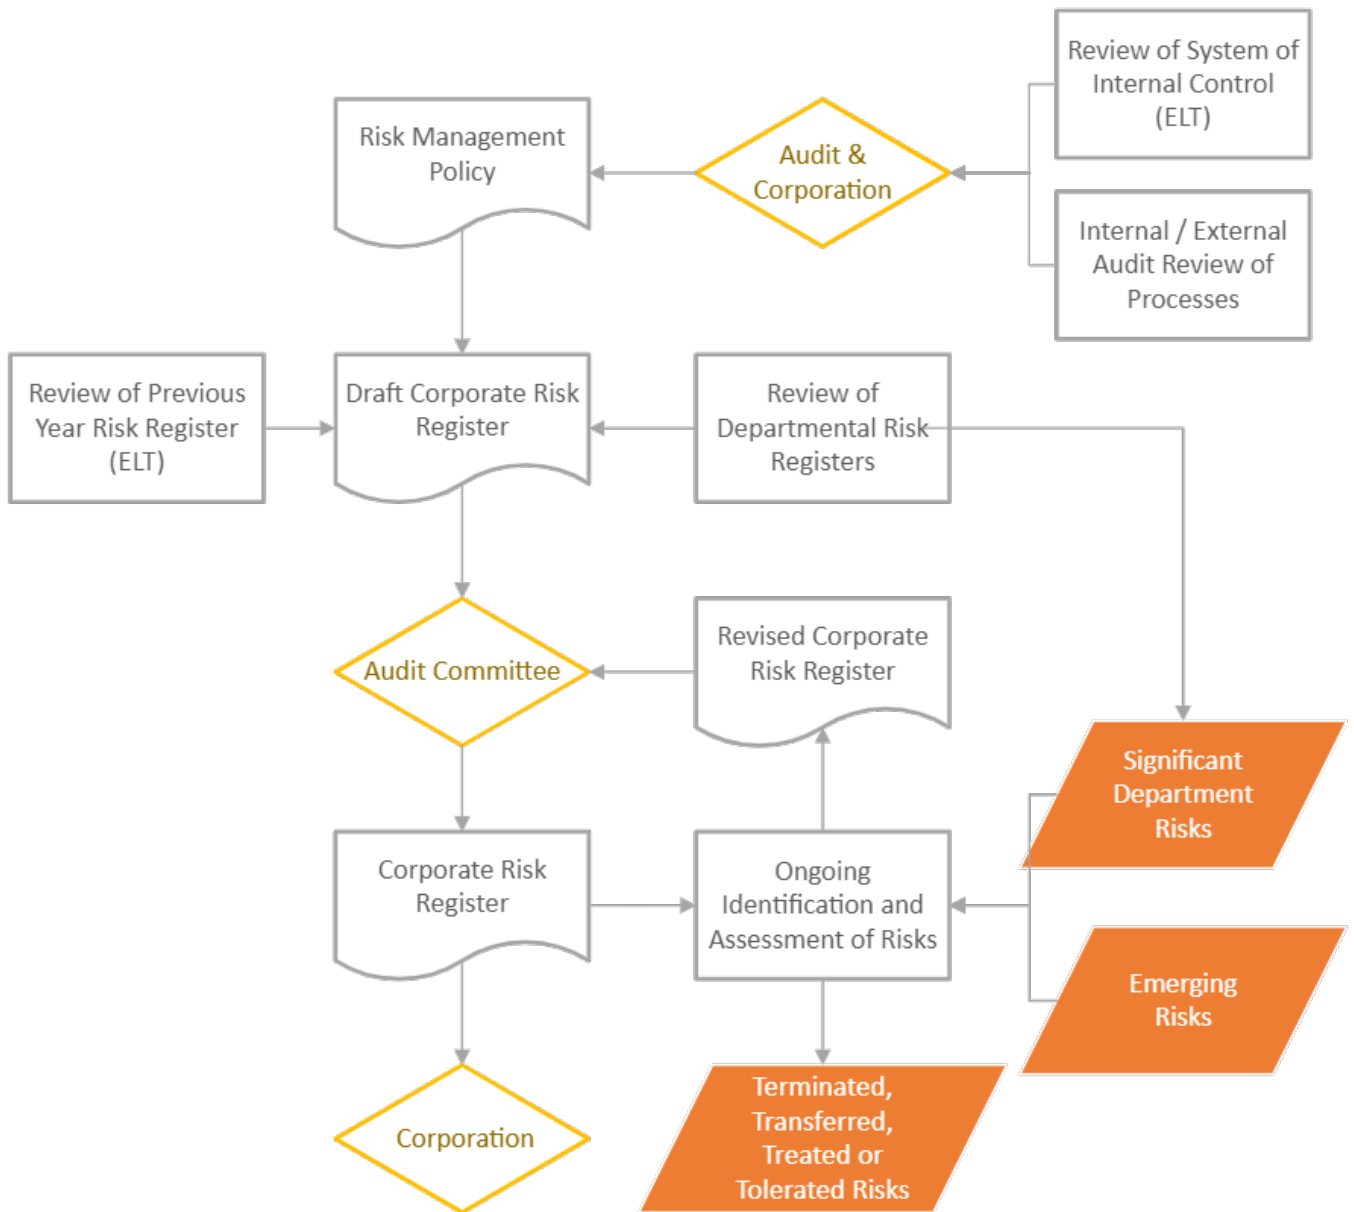 Review of System of
Internal Control
(ELT)
Risk Management
Policy
Audit &
Corporation
Internal / External
Audit Review of
Processes
Review of Previous
Year Risk Register
(ELT)
Draft Corporate Risk
Register
Review of
Departmental Risk
Registers
Audit Committee
Revised Corporate
Risk Register
Significant
Department
Risks
Corporate Risk
Register
Ongoing
Identification and
Assessment of Risks
Emerging
Risks
Corporation
Terminated,
Transferred,
Treated or
Tolerated Risks